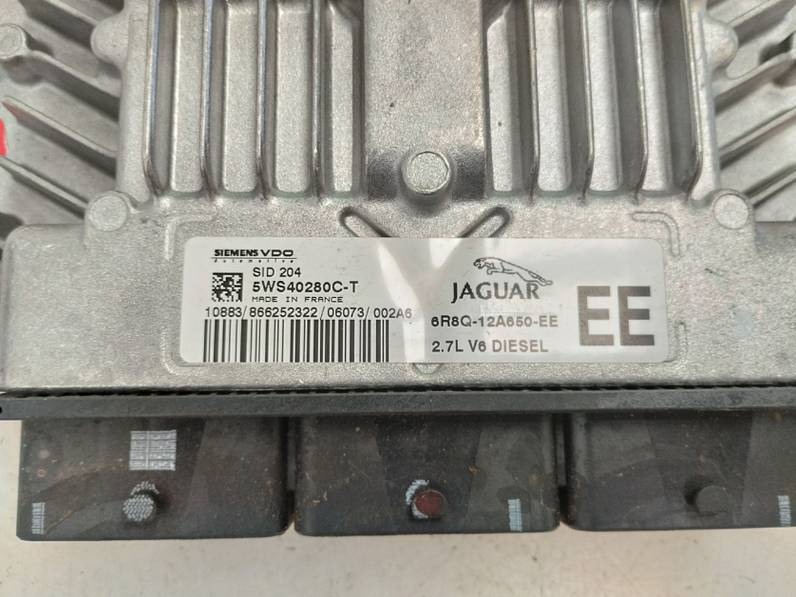 SIEMENS VDO
Automotive
SID 204
5WS40280C-T
MADE IN FRANCE
10883/866252322/06073/002A6
JAGUAR
6R8Q-12A650-EE
2.7L V6 DIESEL
EE